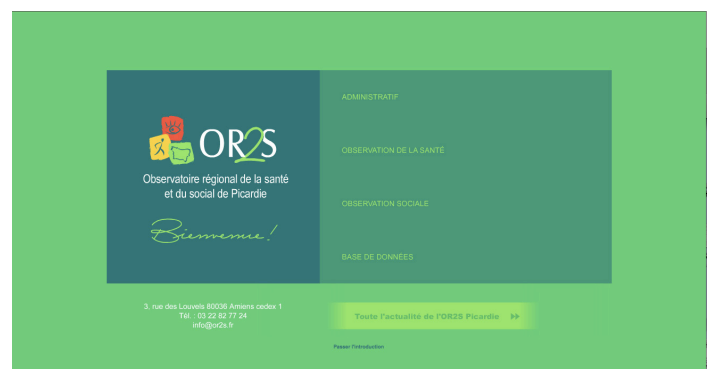 OR2S
Observatoire régional de la santé
et du social de Picardie
Bienvenue !
ADMINISTRATIF
OBSERVATION DE LA SANTÉ
OBSERVATION SOCIALE
BASE DE DONNÉES
3, rue des Louvels 80036 Amiens cedex 1
Tél. : 03 22 82 77 24
info@or2s.fr
Toute l'actualité de l'OR2S Picardie
Passer l'introduction